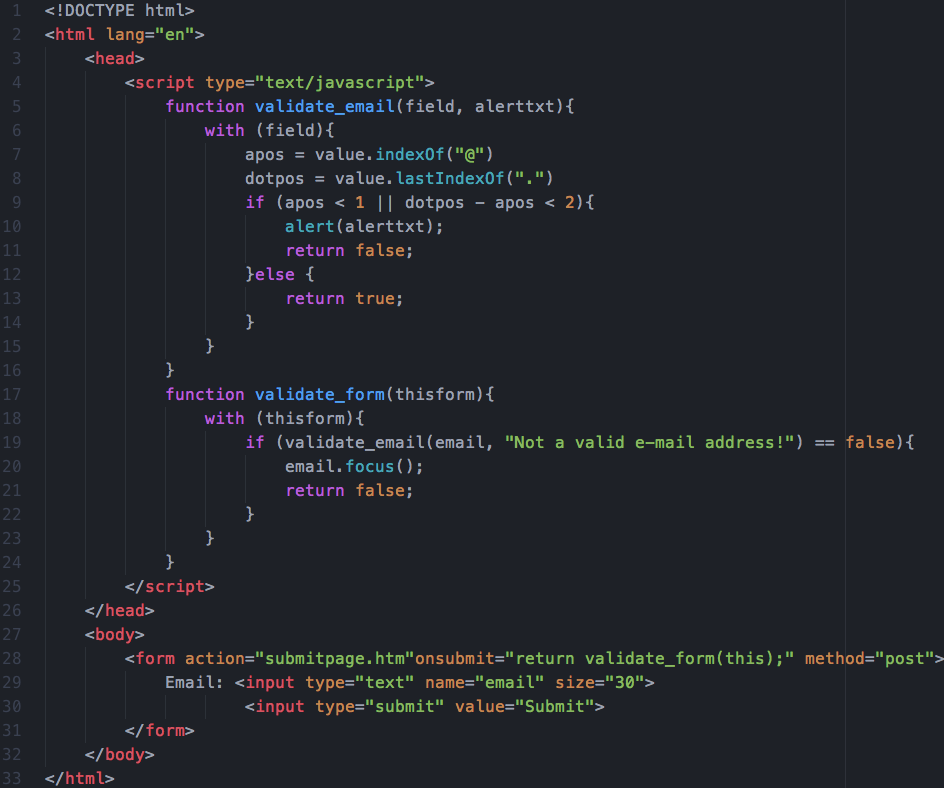 1 <!DOCTYPE html>
2 <html lang="en">
3 <head>
4 <script type="text/javascript">
5 function validate_email(field, alerttxt){
6 with (field){
7 apos = value.indexOf("@")
8 dotpos = value.lastIndexOf(".")
9 if (apos < 1 || dotpos - apos < 2){
10 alert(alerttxt);
11 return false;
12 }else {
13 return true;
14 }
15 }
16 }
17 function validate_form(thisform){
18 with (thisform){
19 if (validate_email(email, "Not a valid e-mail address!") == false){
20 email.focus();
21 return false;
22 }
23 }
24 }
25 </script>
26 </head>
27 <body>
28 <form action="submitpage.htm"onsubmit="return validate_form(this);" method="post">
29 Email: <input type="text" name="email" size="30">
30 <input type="submit" value="Submit">
31 </form>
32 </body>
33 </html>